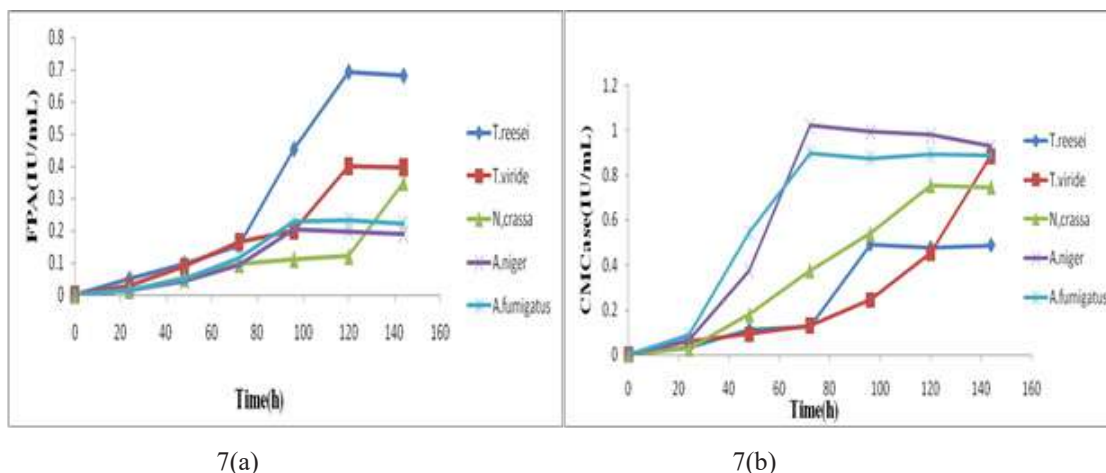 FPA(IU/mL)
0.8
0.7
0.6
0.5
0.4
0.3
0.2
0.1
0
0 20 40 60 80 100 120 140 160
Time(h)
T.reesei
T.viride
N,crassa
A.niger
A.fumigatus
7(a)
CMCase(IU/mL)
1.2
1
0.8
0.6
0.4
0.2
0
0 20 40 60 80 100 120 140 160
Time(h)
T.reesei
T.viride
N,crassa
A.niger
A.fumigatus
7(b)